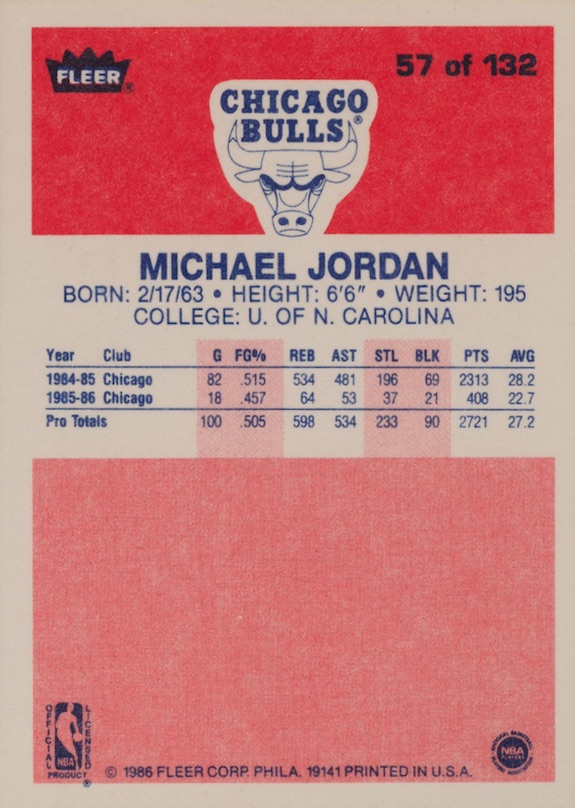 FLEER®
57 of 132
CHICAGO
BULLS®
MICHAEL JORDAN
BORN: 2/17/63 • HEIGHT: 6'6" • WEIGHT: 195
COLLEGE: U. OF N. CAROLINA
Year Club G FG% REB AST STL BLK PTS AVG
1984-85 Chicago 82 .515 534 481 196 69 2313 28.2
1985-86 Chicago 18 .457 64 53 37 21 408 22.7
Pro Totals 100 .505 598 534 233 90 2721 27.2
OFFICIAL
LICENSED
NBA
PRODUCT®
NBA
PLAYERS
© 1986 FLEER CORP. PHILA. 19141 PRINTED IN U.S.A.